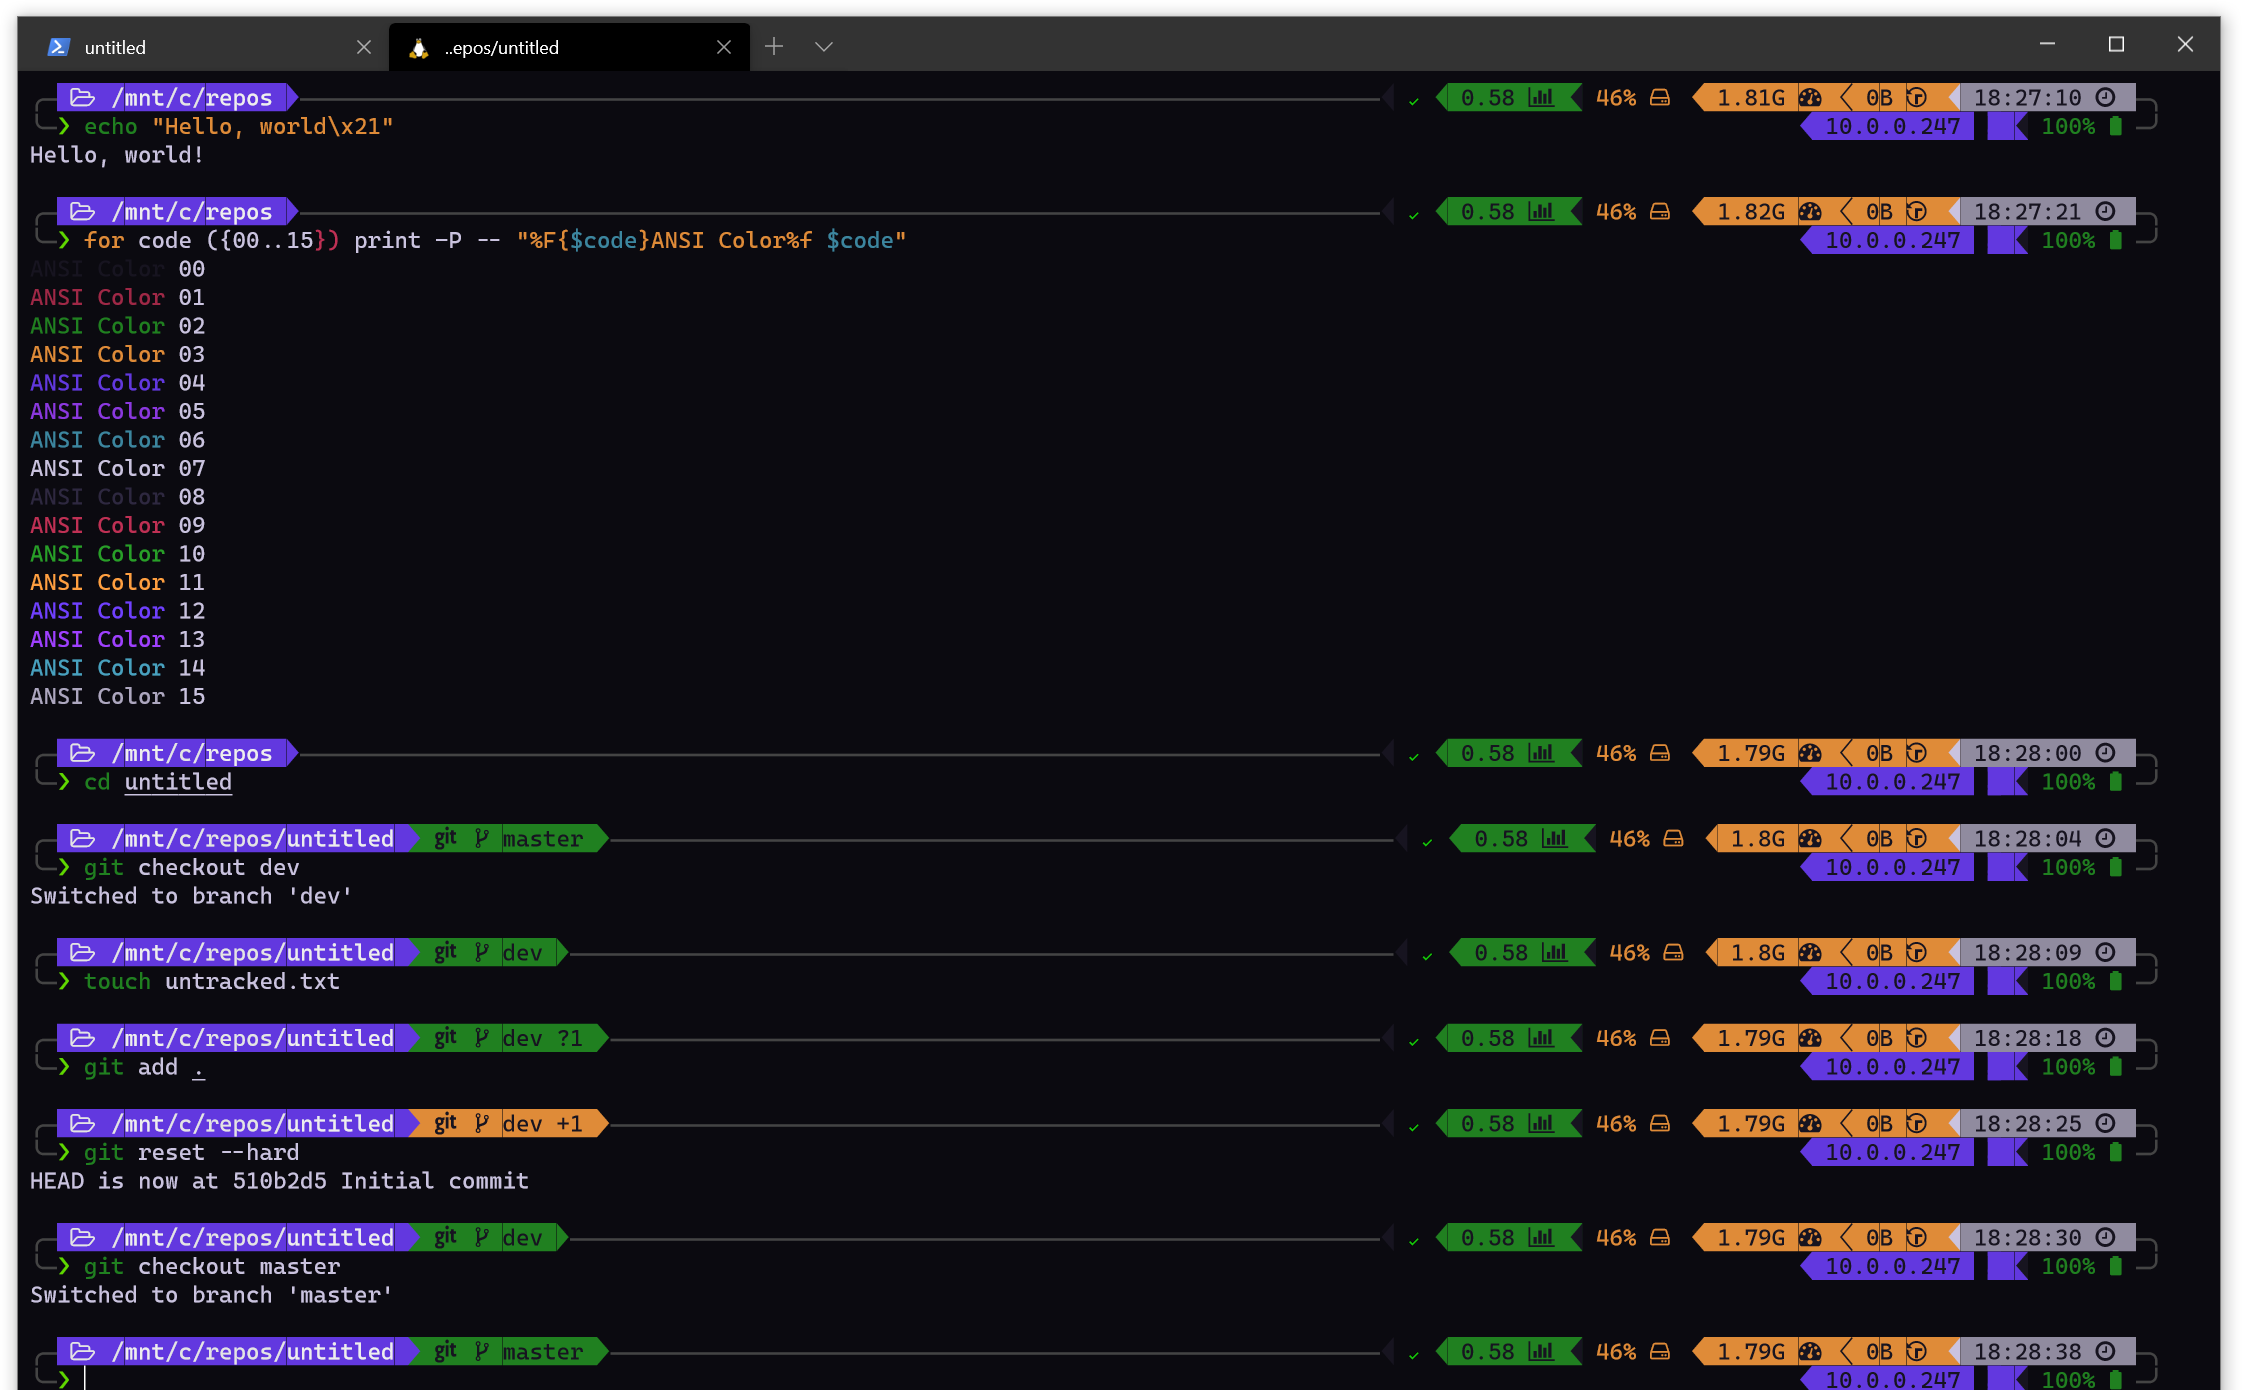 untitled ..epos/untitled
/mnt/c/repos 0.58 46% 1.81G 0B 18:27:10
❯ echo "Hello, world\x21" 10.0.0.247 100%
Hello, world!
/mnt/c/repos 0.58 46% 1.82G 0B 18:27:21
❯ for code ({00..15}) print -P -- "%F{$code}ANSI Color%f $code" 10.0.0.247 100%
ANSI Color 00
ANSI Color 01
ANSI Color 02
ANSI Color 03
ANSI Color 04
ANSI Color 05
ANSI Color 06
ANSI Color 07
ANSI Color 08
ANSI Color 09
ANSI Color 10
ANSI Color 11
ANSI Color 12
ANSI Color 13
ANSI Color 14
ANSI Color 15
/mnt/c/repos 0.58 46% 1.79G 0B 18:28:00
❯ cd untitled 10.0.0.247 100%
/mnt/c/repos/untitled git master 0.58 46% 1.8G 0B 18:28:04
❯ git checkout dev 10.0.0.247 100%
Switched to branch 'dev'
/mnt/c/repos/untitled git dev 0.58 46% 1.8G 0B 18:28:09
❯ touch untracked.txt 10.0.0.247 100%
/mnt/c/repos/untitled git dev ?1 0.58 46% 1.79G 0B 18:28:18
❯ git add . 10.0.0.247 100%
/mnt/c/repos/untitled git dev +1 0.58 46% 1.79G 0B 18:28:25
❯ git reset --hard 10.0.0.247 100%
HEAD is now at 510b2d5 Initial commit
/mnt/c/repos/untitled git dev 0.58 46% 1.79G 0B 18:28:30
❯ git checkout master 10.0.0.247 100%
Switched to branch 'master'
/mnt/c/repos/untitled git master 0.58 46% 1.79G 0B 18:28:38
❯ 10.0.0.247 100%